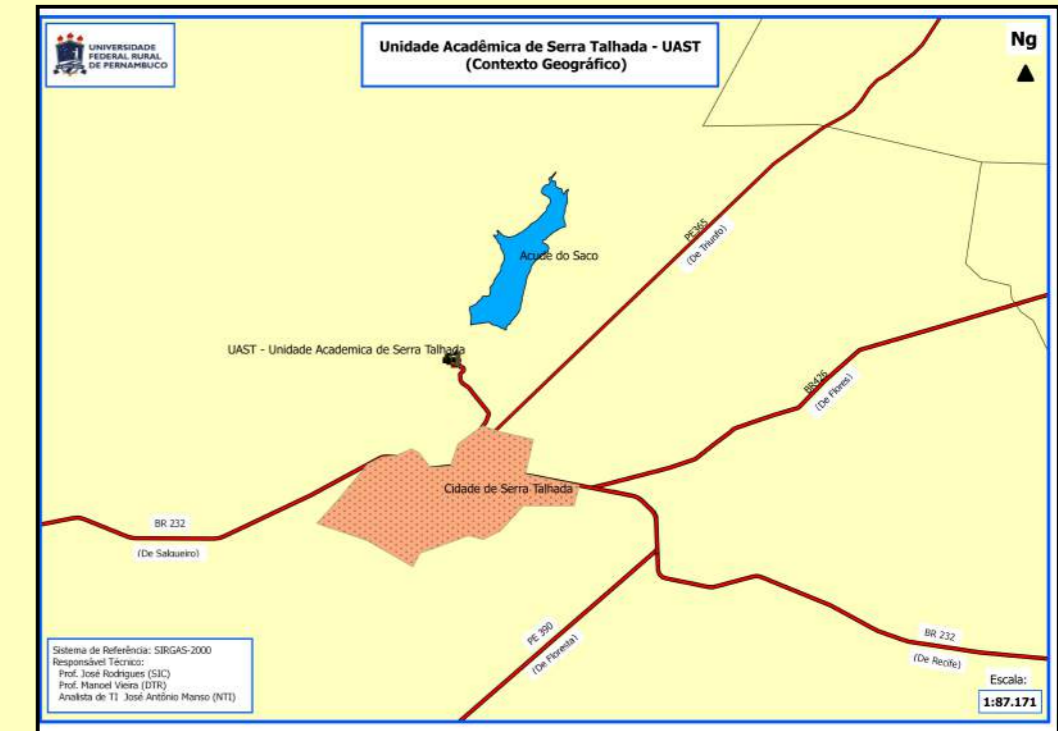 UNIVERSIDADE
FEDERAL RURAL
DE PERNAMBUCO
Unidade Acadêmica de Serra Talhada - UAST
(Contexto Geográfico)
Ng
PE365
(De Triunfo)
Acude do Saco
UAST - Unidade Academica de Serra Talhada
BR426
(De Flores)
Cidade de Serra Talhada
BR 232
(De Salgueiro)
PE 390
(De Floresta)
BR 232
(De Recife)
Sistema de Referência: SIRGAS-2000
Responsável Técnico:
Prof. José Rodrigues (SIC)
Prof. Manoel Vieira (DTR)
Analista de TI José Antônio Manso (NTI)
Escala:
1:87.171